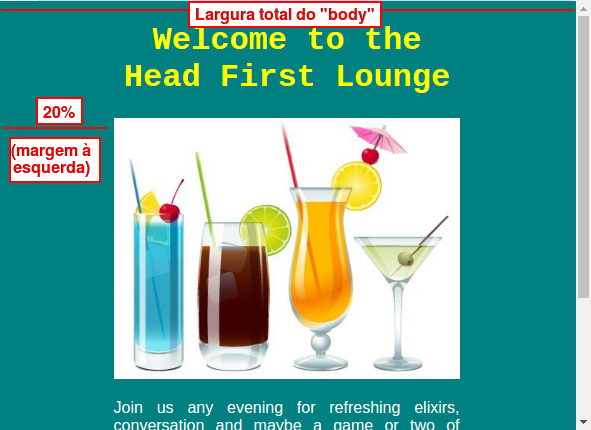 Largura total do "body"
Welcome to the
Head First Lounge
20%
(margem à
esquerda)
Join us any evening for refreshing elixirs,
conversation and maybe a game or two of